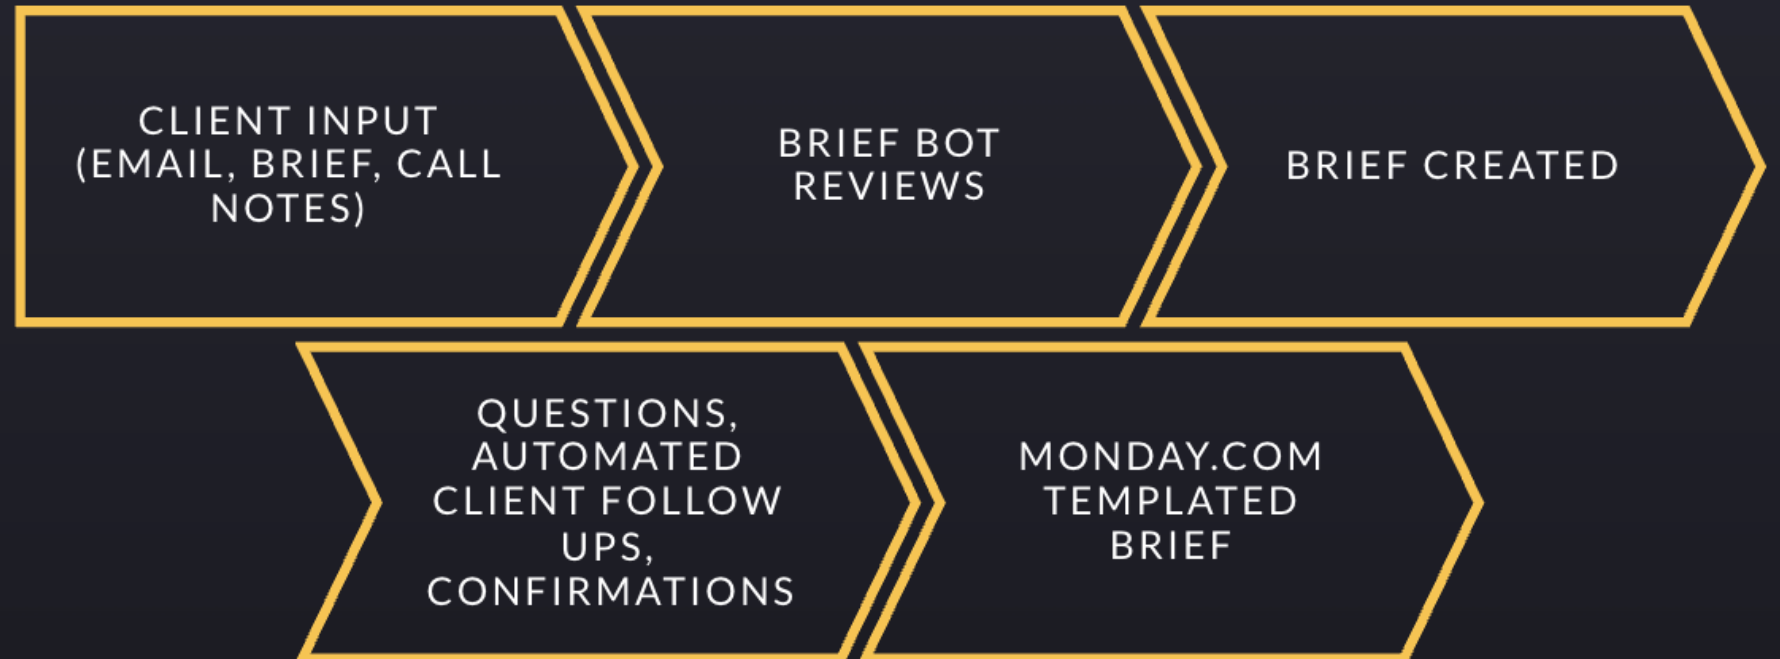 CLIENT INPUT
(EMAIL, BRIEF, CALL
NOTES)
BRIEF BOT
REVIEWS
BRIEF CREATED
QUESTIONS,
AUTOMATED
CLIENT FOLLOW
UPS,
CONFIRMATIONS
MONDAY.COM
TEMPLATED
BRIEF